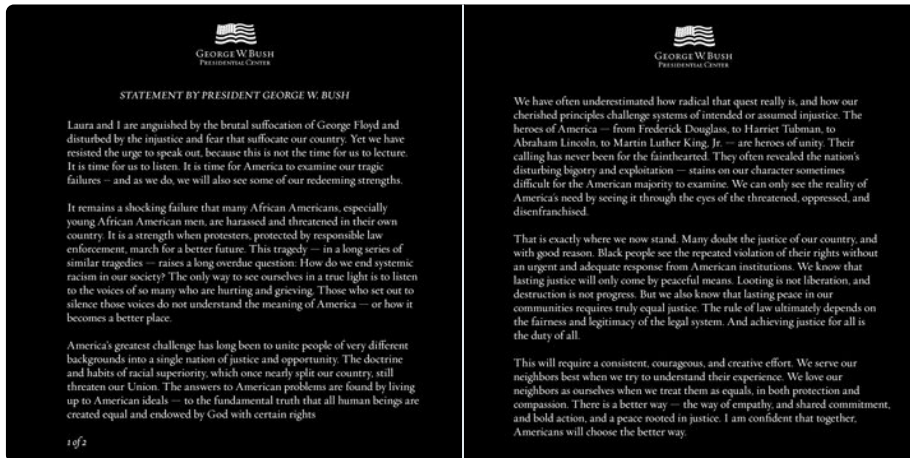 GEORGE W. BUSH
PRESIDENTIAL CENTER
STATEMENT BY PRESIDENT GEORGE W. BUSH
Laura and I are anguished by the brutal suffocation of George Floyd and
disturbed by the injustice and fear that suffocate our country. Yet we have
resisted the urge to speak out, because this is not the time for us to lecture.
It is time for us to listen. It is time for America to examine our tragic
failures — and as we do, we will also see some of our redeeming strengths.
It remains a shocking failure that many African Americans, especially
young African American men, are harassed and threatened in their own
country. It is a strength when protesters, protected by responsible law
enforcement, march for a better future. This tragedy — in a long series of
similar tragedies — raises a long overdue question: How do we end systemic
racism in our society? The only way to see ourselves in a true light is to listen
to the voices of so many who are hurting and grieving. Those who set out to
silence those voices do not understand the meaning of America — or how it
becomes a better place.
America's greatest challenge has long been to unite people of very different
backgrounds into a single nation of justice and opportunity. The doctrine
and habits of racial superiority, which once nearly split our country, still
threaten our Union. The answers to American problems are found by living
up to American ideals — to the fundamental truth that all human beings are
created equal and endowed by God with certain rights
1 of 2
GEORGE W. BUSH
PRESIDENTIAL CENTER
We have often underestimated how radical that quest really is, and how our
cherished principles challenge systems of intended or assumed injustice. The
heroes of America — from Frederick Douglass, to Harriet Tubman, to
Abraham Lincoln, to Martin Luther King, Jr. — are heroes of unity. Their
calling has never been for the fainthearted. They often revealed the nation's
disturbing bigotry and exploitation — stains on our character sometimes
difficult for the American majority to examine. We can only see the reality of
America's need by seeing it through the eyes of the threatened, oppressed, and
disenfranchised.
That is exactly where we now stand. Many doubt the justice of our country, and
with good reason. Black people see the repeated violation of their rights without
an urgent and adequate response from American institutions. We know that
lasting justice will only come by peaceful means. Looting is not liberation, and
destruction is not progress. But we also know that lasting peace in our
communities requires truly equal justice. The rule of law ultimately depends on
the fairness and legitimacy of the legal system. And achieving justice for all is
the duty of all.
This will require a consistent, courageous, and creative effort. We serve our
neighbors best when we try to understand their experience. We love our
neighbors as ourselves when we treat them as equals, in both protection and
compassion. There is a better way — the way of empathy, and shared commitment,
and bold action, and a peace rooted in justice. I am confident that together,
Americans will choose the better way.